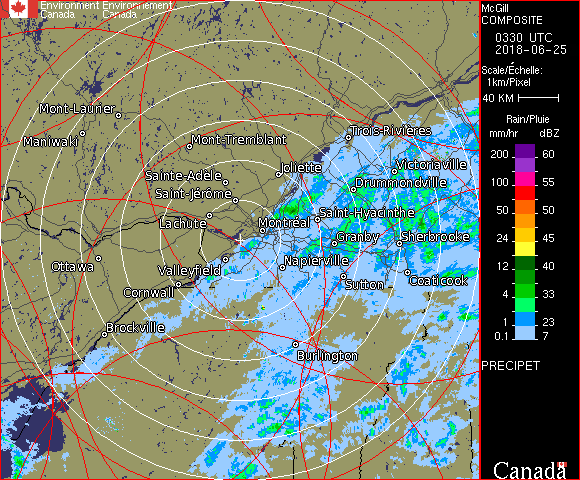 Environment Environnement
Canada Canada
McGill
COMPOSITE
0330 UTC
2018-06-25
Scale/Échelle:
1km/Pixel
40 KM
Rain/Pluie
mm/hr dBZ
200 60
100 55
50 50
24 45
12 40
4 33
1 23
0.1 7
PRECIPET
Mont-Laurier
Maniwaki
Mont-Tremblant
Trois-Rivières
Sainte-Adèle
Joliette
Victoriaville
Saint-Jérôme
Drummondville
Lachute
Montréal
Saint-Hyacinthe
Granby
Sherbrooke
Ottawa
Valleyfield
Napierville
Cornwall
Sutton
Coaticook
Brockville
Burlington
Canada